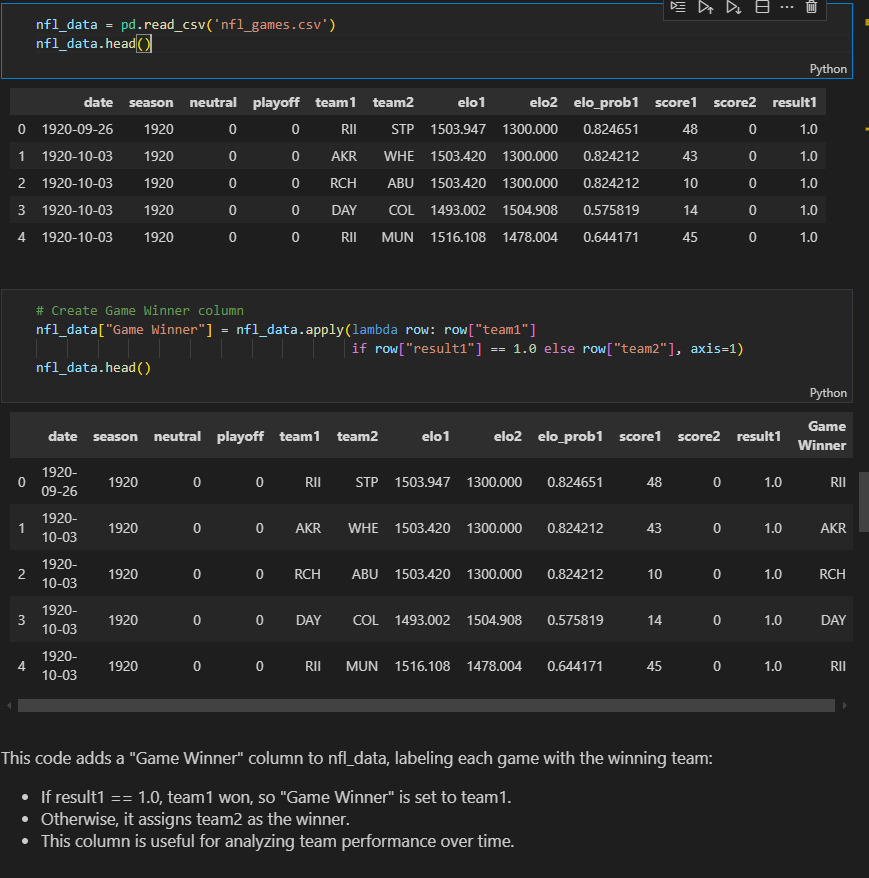 nfl_data = pd.read_csv('nfl_games.csv')
nfl_data.head()
Python
date season neutral playoff team1 team2 elo1 elo2 elo_prob1 score1 score2 result1
0 1920-09-26 1920 0 0 RII STP 1503.947 1300.000 0.824651 48 0 1.0
1 1920-10-03 1920 0 0 AKR WHE 1503.420 1300.000 0.824212 43 0 1.0
2 1920-10-03 1920 0 0 RCH ABU 1503.420 1300.000 0.824212 10 0 1.0
3 1920-10-03 1920 0 0 DAY COL 1493.002 1504.908 0.575819 14 0 1.0
4 1920-10-03 1920 0 0 RII MUN 1516.108 1478.004 0.644171 45 0 1.0
# Create Game Winner column
nfl_data["Game Winner"] = nfl_data.apply(lambda row: row["team1"]
if row["result1"] == 1.0 else row["team2"], axis=1)
nfl_data.head()
Python
date season neutral playoff team1 team2 elo1 elo2 elo_prob1 score1 score2 result1 Game Winner
0 1920-09-26 1920 0 0 RII STP 1503.947 1300.000 0.824651 48 0 1.0 RII
1 1920-10-03 1920 0 0 AKR WHE 1503.420 1300.000 0.824212 43 0 1.0 AKR
2 1920-10-03 1920 0 0 RCH ABU 1503.420 1300.000 0.824212 10 0 1.0 RCH
3 1920-10-03 1920 0 0 DAY COL 1493.002 1504.908 0.575819 14 0 1.0 DAY
4 1920-10-03 1920 0 0 RII MUN 1516.108 1478.004 0.644171 45 0 1.0 RII
This code adds a "Game Winner" column to nfl_data, labeling each game with the winning team:
• If result1 == 1.0, team1 won, so "Game Winner" is set to team1.
• Otherwise, it assigns team2 as the winner.
• This column is useful for analyzing team performance over time.